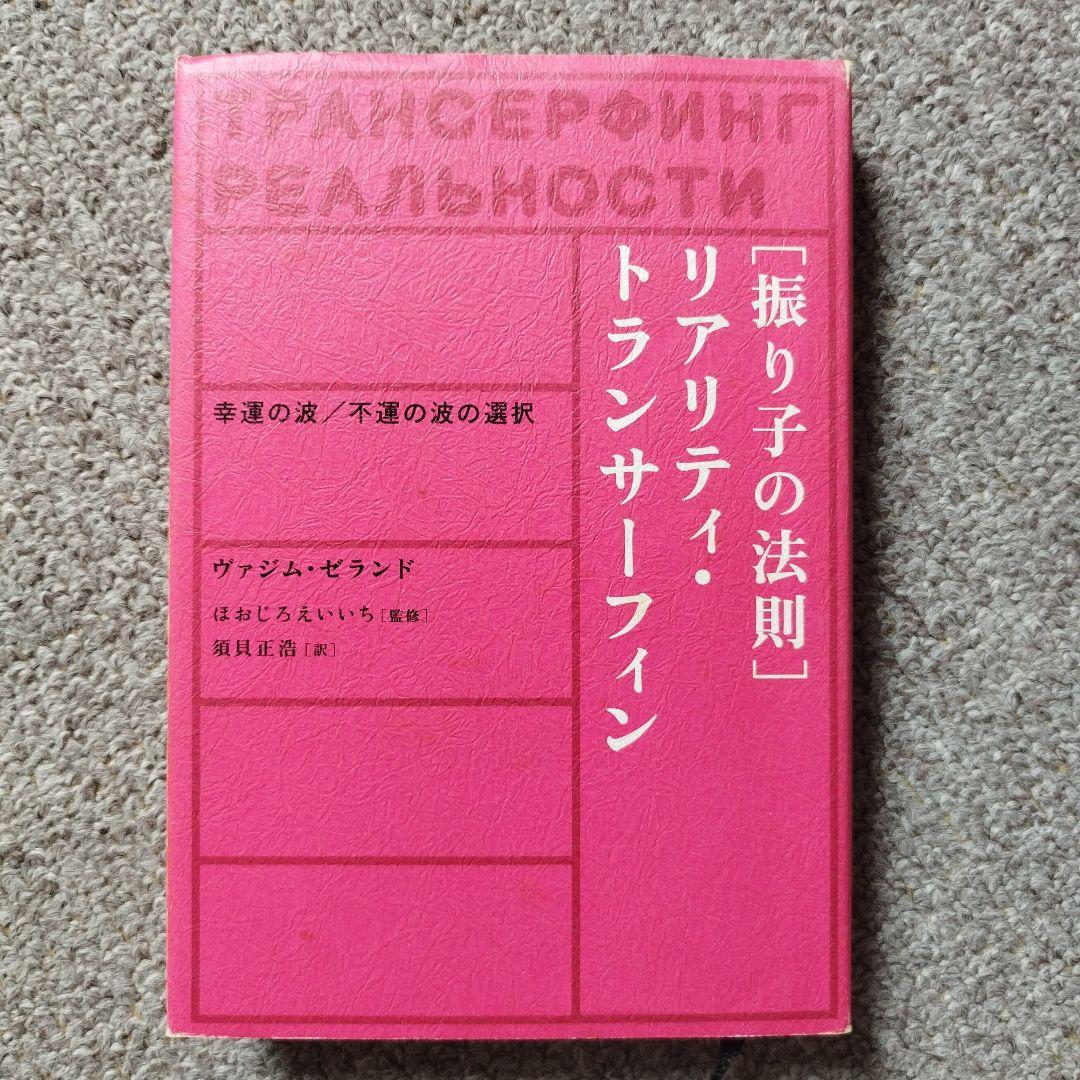 ТРАНСЕРФИНГ
РЕАЛЬНОСТИ
[振り子の法則]
リアリティ・
トランサーフィン
幸運の波/不運の波の選択
ヴァジム・ゼランド
ほおじろえいいち[監修]
須貝正浩[訳]